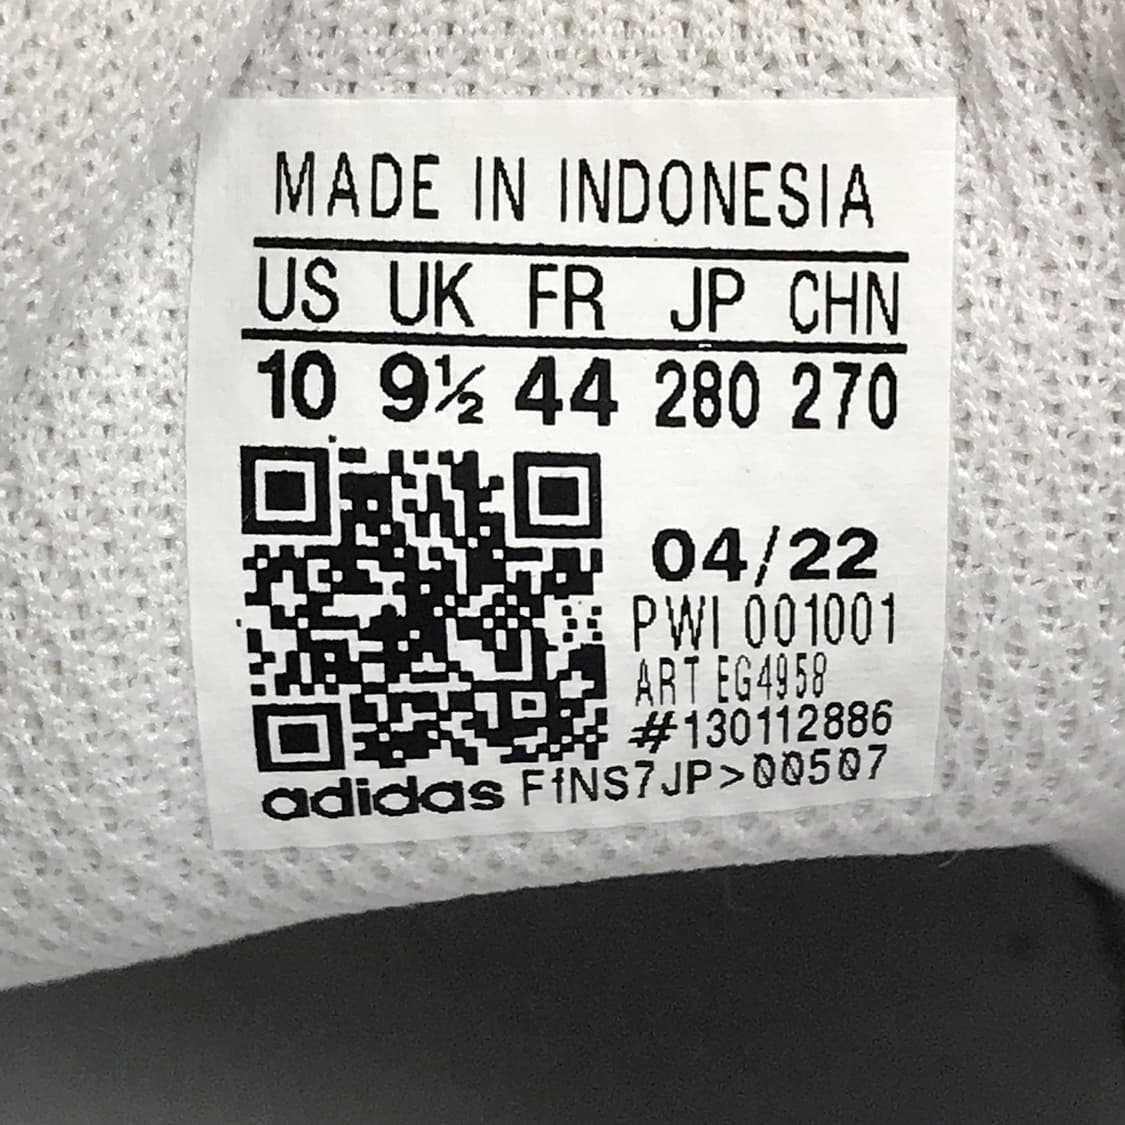 MADE IN INDONESIA
US UK FR JP CHN
10 9½ 44 280 270
04/22
PWI 001001
ART EG4958
#130112886
adidas FfNS7JP>00507